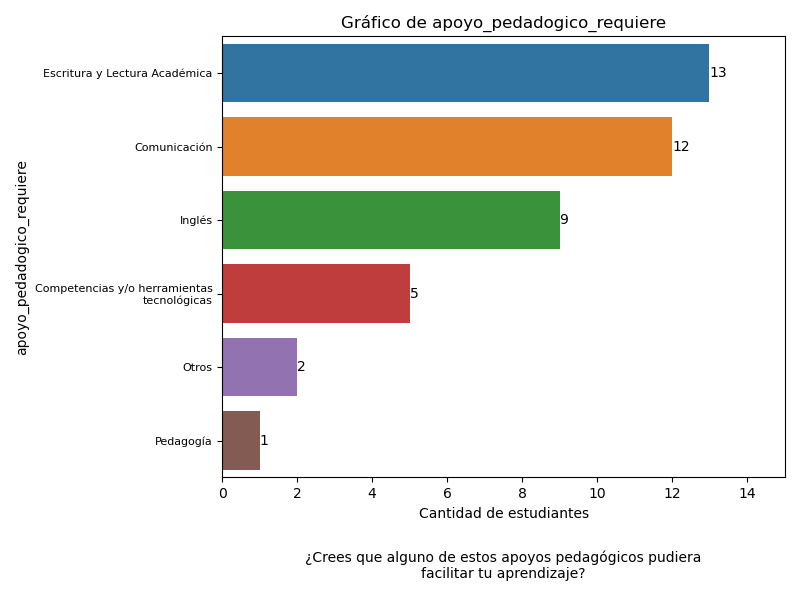 Gráfico de apoyo_pedadogico_requiere
apoyo_pedadogico_requiere
Escritura y Lectura Académica
13
Comunicación
12
Inglés
9
Competencias y/o herramientas
tecnológicas
5
Otros
2
Pedagogía
1
0 2 4 6 8 10 12 14
Cantidad de estudiantes
¿Crees que alguno de estos apoyos pedagógicos pudiera
facilitar tu aprendizaje?